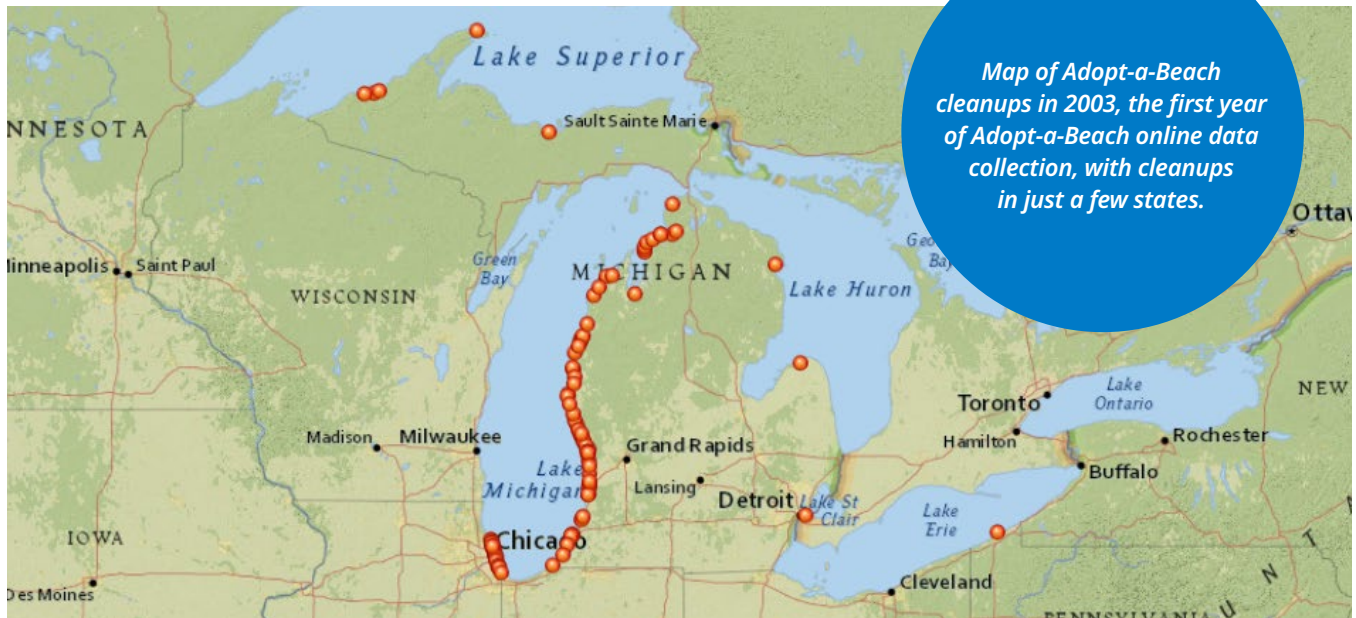 Map of Adopt-a-Beach
cleanups in 2003, the first year
of Adopt-a-Beach online data
collection, with cleanups
in just a few states.
Lake Superior
Sault Sainte Marie
NNESOTA
Ottaw
Green
Bay
Geo
Bay
Minneapolis
Saint Paul
MICHIGAN
WISCONSIN
Lake Huron
Lake
Ontario
NEW
Toronto
Madison
Milwaukee
Hamilton
Rochester
Grand Rapids
Lake
Michigan
Lansing
Buffalo
Detroit
Lake St
Clair
Lake
Erie
IOWA
Chicago
Cleveland
Des Moines
PENNSYLVANIA
U N T A